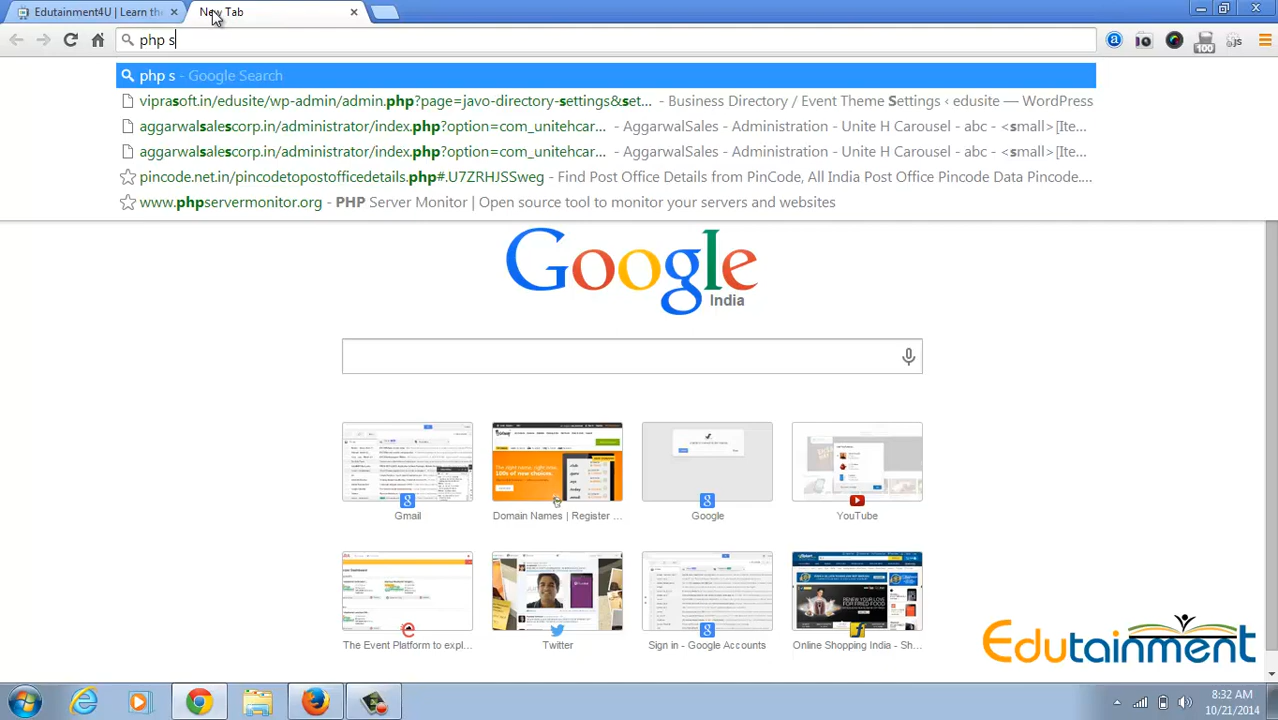 Edutainment4U | Learn the
New Tab
php s
php s - Google Search
viprasoft.in/edusite/wp-admin/admin.php?page=javo-directory-settings&set... - Business Directory / Event Theme Settings ‹ edusite — WordPress
aggarwalsalescorp.in/administrator/index.php?option=com_unitehcar... - AggarwalSales - Administration - Unite H Carousel - abc - <small>[Ite...
aggarwalsalescorp.in/administrator/index.php?option=com_unitehcar... - AggarwalSales - Administration - Unite H Carousel - abc - <small>[Ite...
pincode.net.in/pincodetopostofficedetails.php#.U7ZRHJSSweg - Find Post Office Details from PinCode, All India Post Office Pincode Data Pincode....
www.phpservermonitor.org - PHP Server Monitor | Open source tool to monitor your servers and websites
100
js
Google
India
Gmail
Domain Names | Register ...
Google
YouTube
The Event Platform to expl...
Twitter
Sign in - Google Accounts
Online Shopping India - Sh...
Edutainment
8:32 AM
10/21/2014